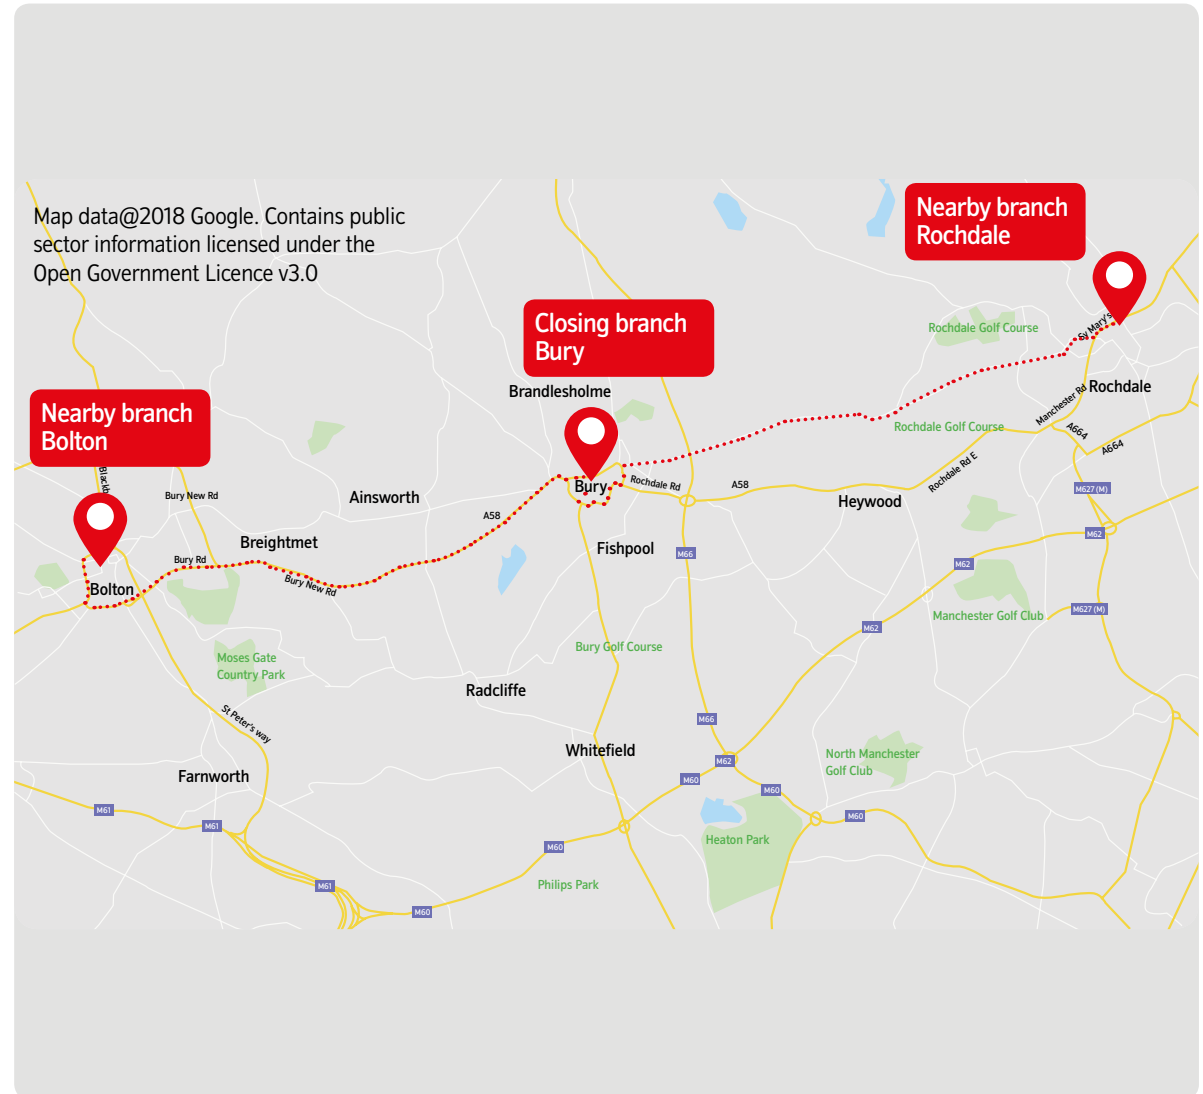 Map data@2018 Google. Contains public
sector information licensed under the
Open Government Licence v3.0
Nearby branch
Rochdale
Closing branch
Bury
Nearby branch
Bolton
Rochdale Golf Course
Sy Mary's
Rochdale
Manchester Rd
Brandlesholme
Rochdale Golf Course
A664
A664
Blackb
Bury New Rd
Ainsworth
Bury
Rochdale Rd
A58
Rochdale Rd E
Heywood
M627 (M)
A58
Breightmet
Bury Rd
Bury New Rd
Bolton
Fishpool
M66
M62
M62
M627 (M)
Manchester Golf Club
M62
Bury Golf Course
Moses Gate
Country Park
Radcliffe
St Peter's way
M66
Whitefield
M62
North Manchester
Golf Club
Farnworth
M60
M60
M61
M61
M60
Heaton Park
M60
Philips Park
M61
M60